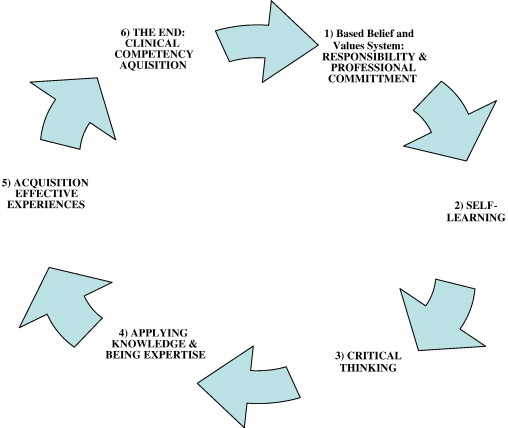 1) Based Belief and
Values System:
RESPONSIBILITY &
PROFESSIONAL
COMMITTMENT
2) SELF-
LEARNING
3) CRITICAL
THINKING
4) APPLYING
KNOWLEDGE &
BEING EXPERTISE
5) ACQUISITION
EFFECTIVE
EXPERIENCES
6) THE END:
CLINICAL
COMPETENCY
AQUISITION